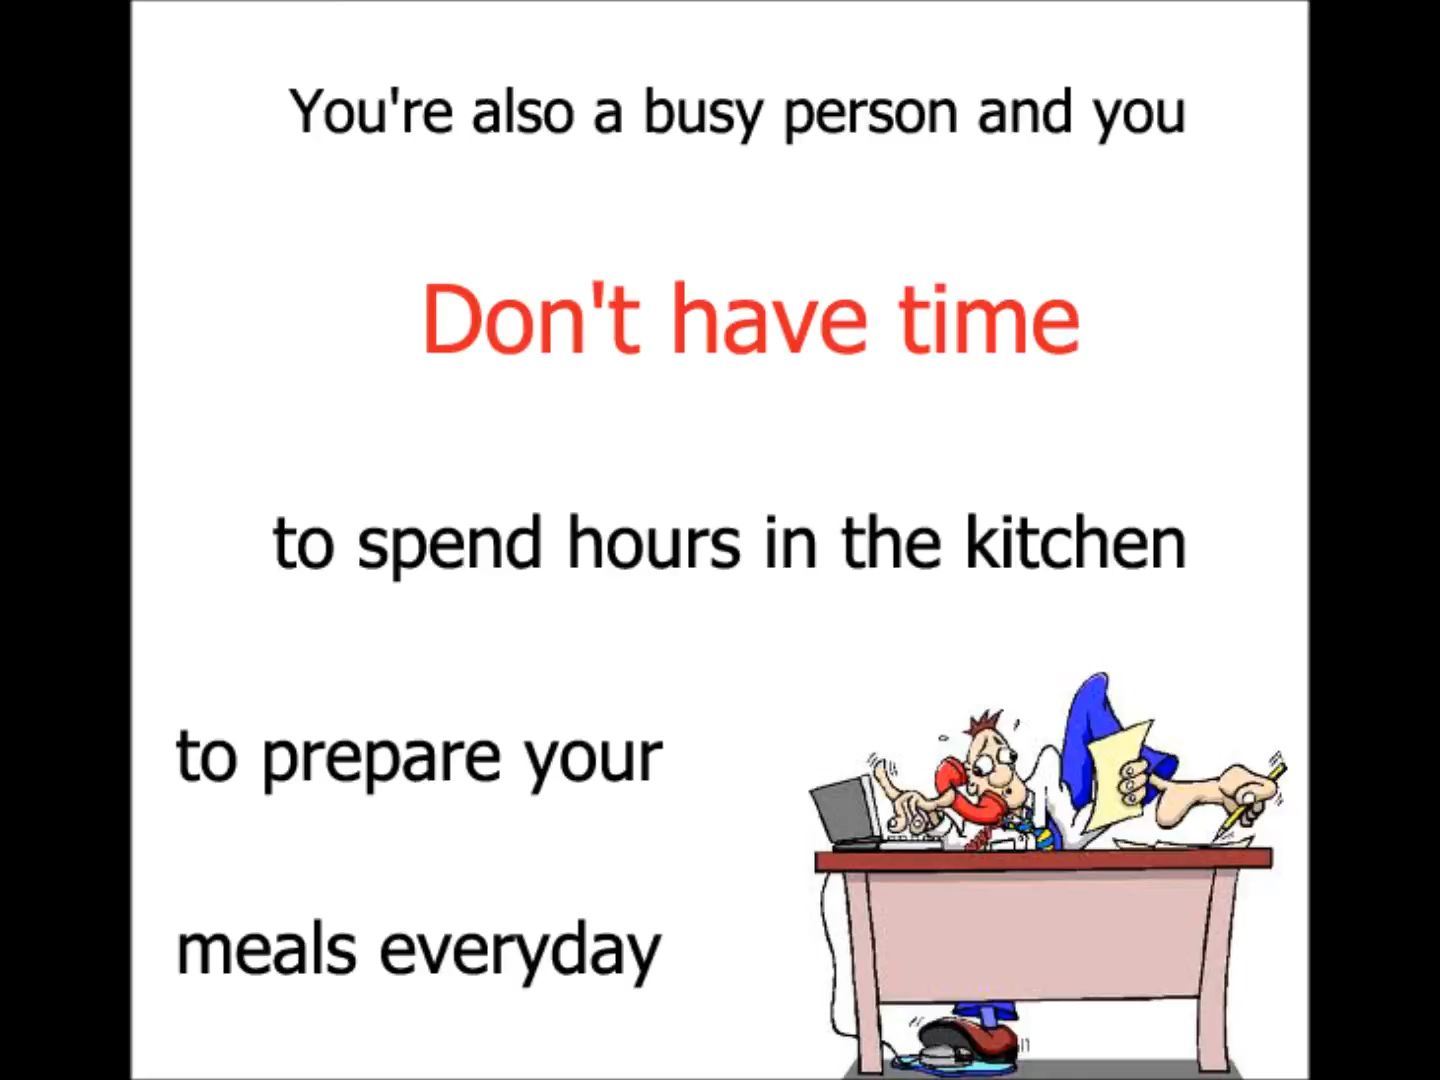 You're also a busy person and you
Don't have time
to spend hours in the kitchen
to prepare your
meals everyday